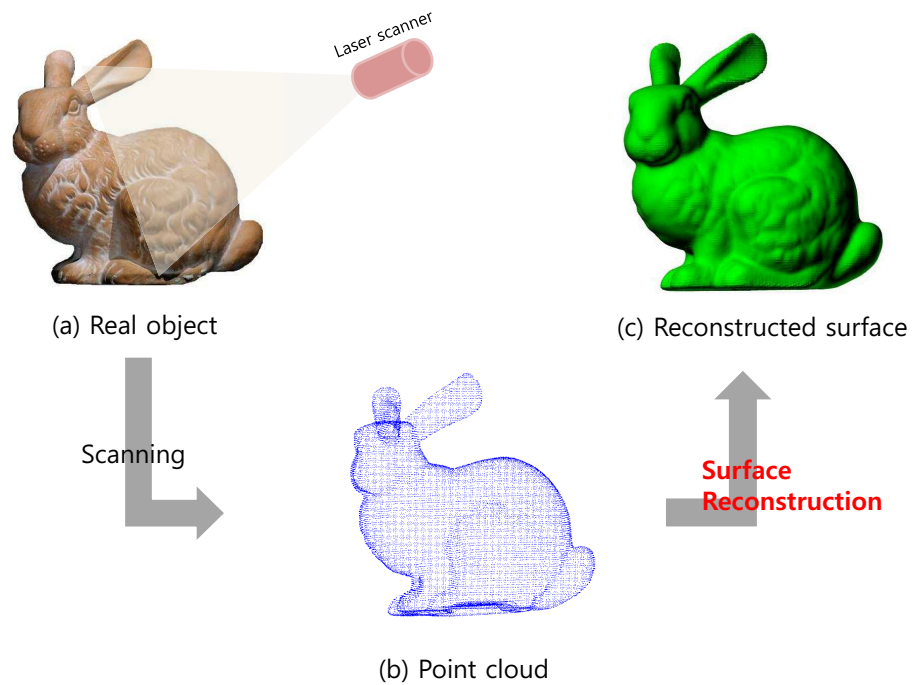 Laser scanner
(a) Real object
(c) Reconstructed surface
Scanning
Surface
Reconstruction
(b) Point cloud